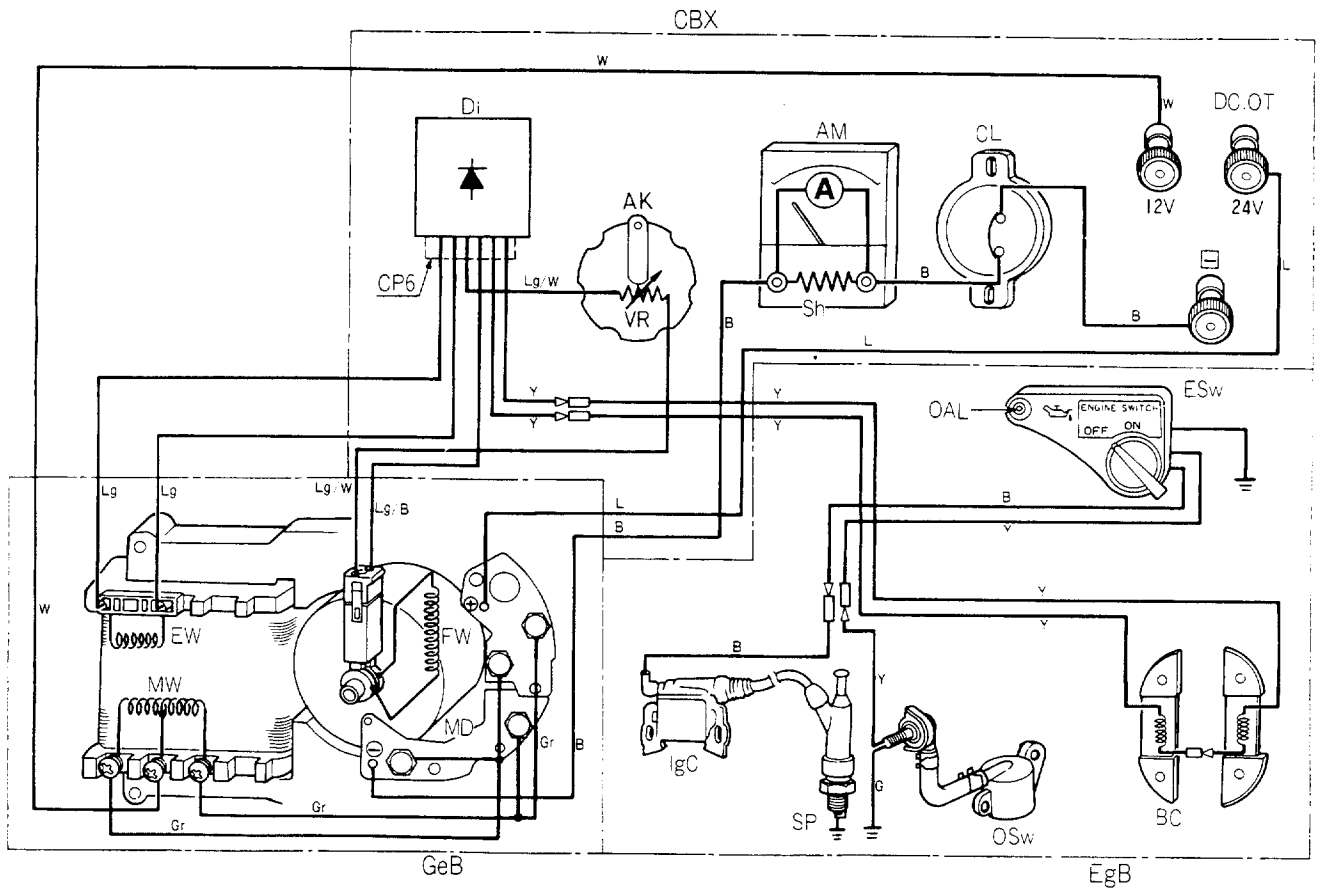 CBX
W
Di
AM
CL
W
DC.OT
A
12V
24V
AK
CP6
Lg/W
VR
Sh
B
B
B
L
L
−
Y
Y
Y
Y
ESw
OAL
ENGINE SWITCH
OFF
ON
Lg
Lg
Lg/W
Lg/B
L
B
B
Y
W
EW
FW
MW
MD
Y
Y
B
Y
Gr
B
IgC
G
Gr
Gr
SP
OSw
BC
GeB
EgB